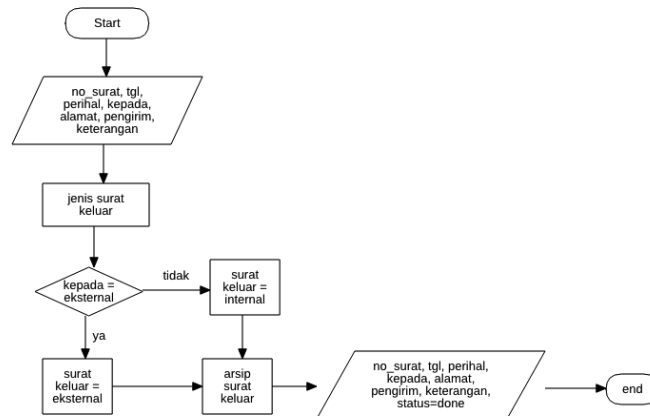 Start
no_surat, tgl,
perihal, kepada,
alamat, pengirim,
keterangan
jenis surat
keluar
kepada =
eksternal
tidak
surat
keluar =
internal
ya
surat
keluar =
eksternal
arsip
surat
keluar
no_surat, tgl, perihal,
kepada, alamat,
pengirim, keterangan,
status=done
end